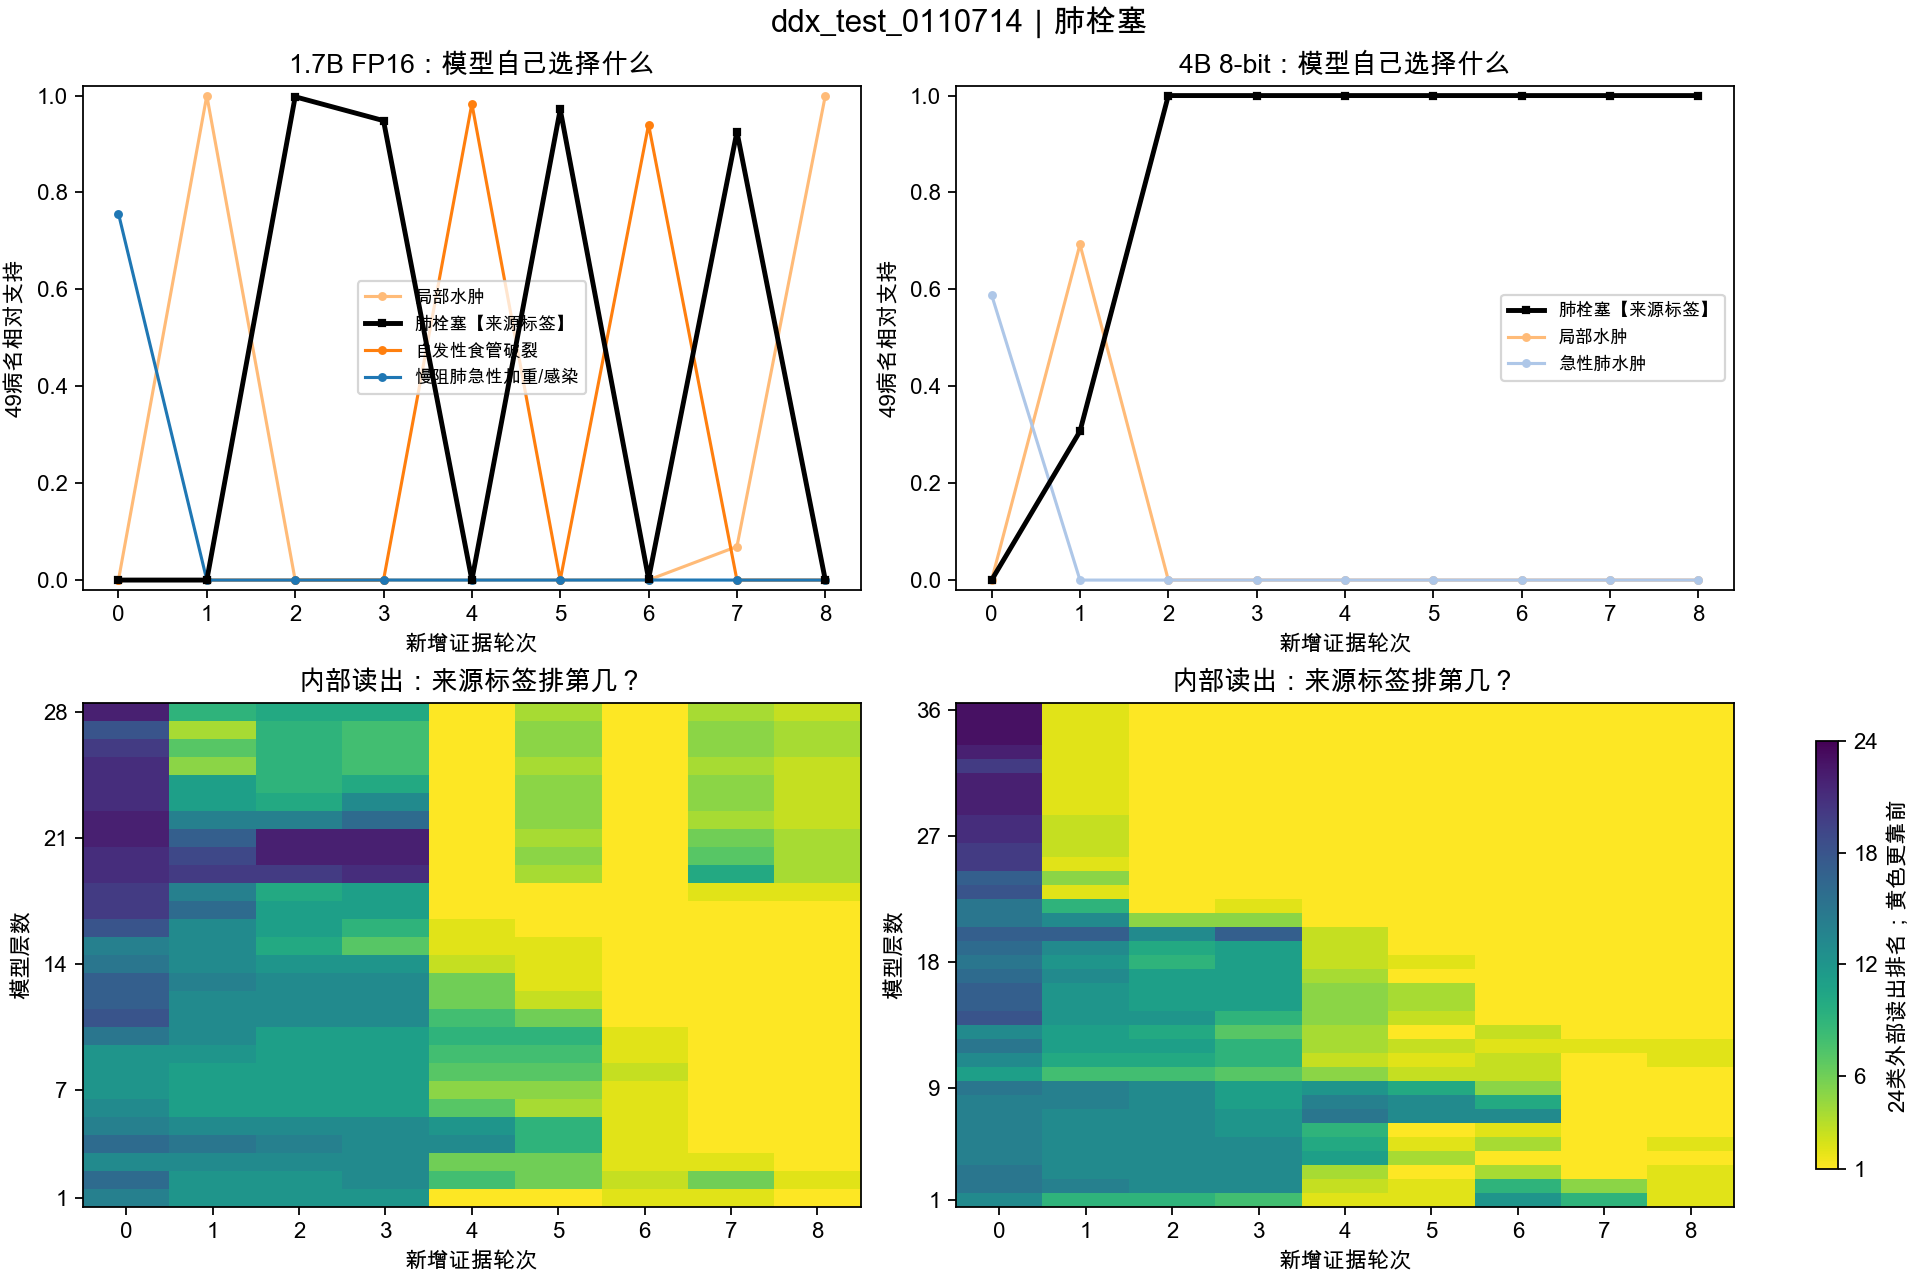 ddx_test_0110714 | 肺栓塞
1.7B FP16：模型自己选择什么
49病名相对支持
1.0
0.8
0.6
0.4
0.2
0.0
局部水肿
肺栓塞【来源标签】
自发性食管破裂
慢阻肺急性加重/感染
0 1 2 3 4 5 6 7 8
新增证据轮次
4B 8-bit：模型自己选择什么
49病名相对支持
1.0
0.8
0.6
0.4
0.2
0.0
肺栓塞【来源标签】
局部水肿
急性肺水肿
0 1 2 3 4 5 6 7 8
新增证据轮次
内部读出：来源标签排第几？
模型层数
28
21
14
7
1
0 1 2 3 4 5 6 7 8
新增证据轮次
内部读出：来源标签排第几？
模型层数
36
27
18
9
1
0 1 2 3 4 5 6 7 8
新增证据轮次
24
18
12
6
1
24类外部读出排名；黄色更靠前